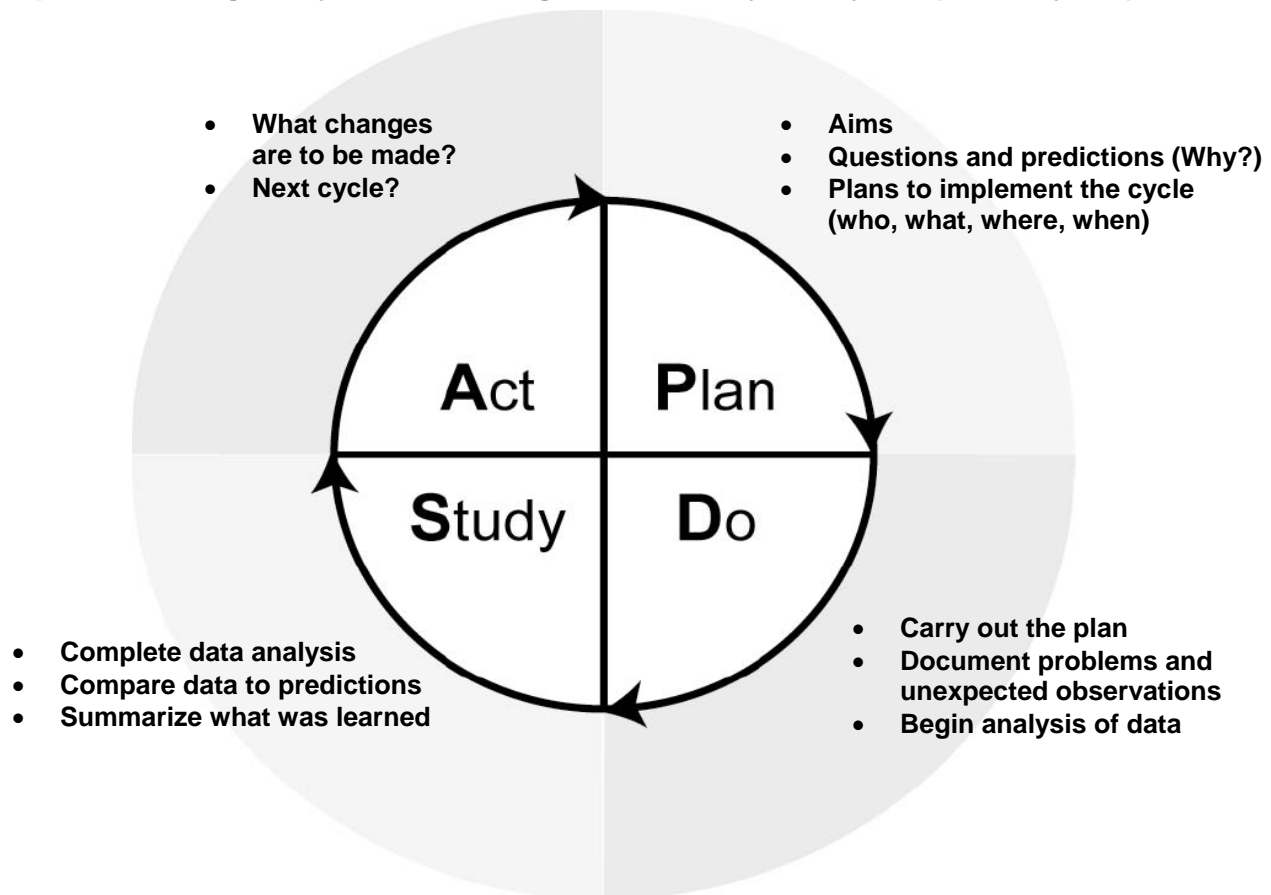 • What changes
are to be made?
• Next cycle?
• Aims
• Questions and predictions (Why?)
• Plans to implement the cycle
(who, what, where, when)
Act
Plan
Study
Do
• Complete data analysis
• Compare data to predictions
• Summarize what was learned
• Carry out the plan
• Document problems and
unexpected observations
• Begin analysis of data